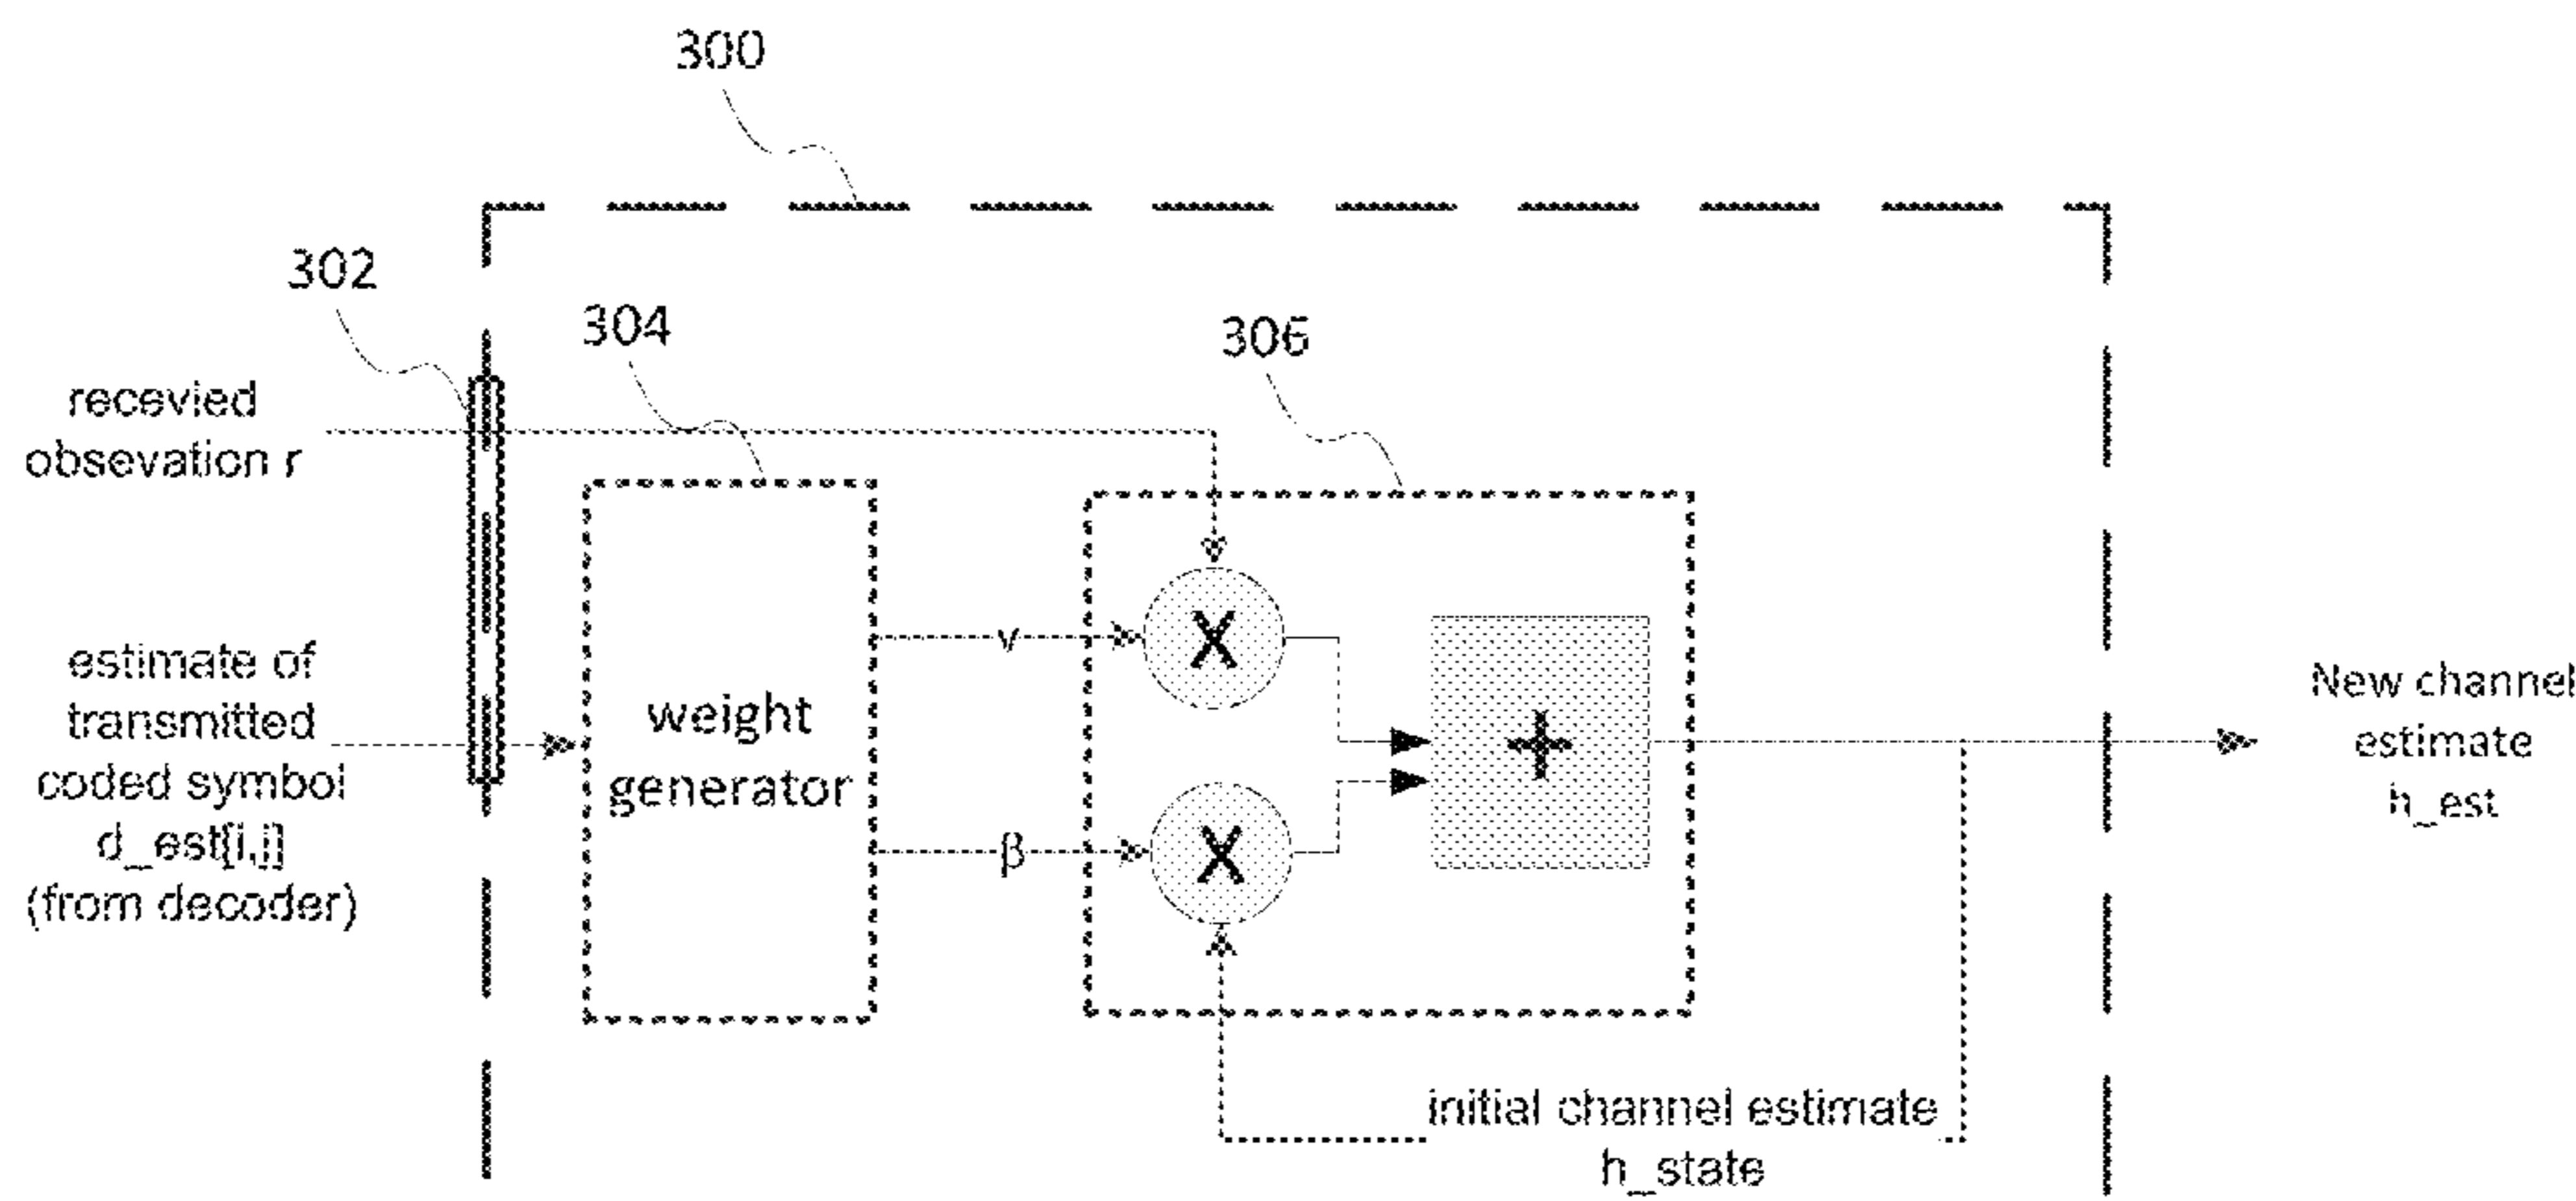 300
302
304
306
recevied
obsevation r
estimate of
transmitted
coded symbol
d_est[i,j]
(from decoder)
weight
generator
v
β
X
X
+
New channel
estimate
h_est
initial channel estimate
h_state